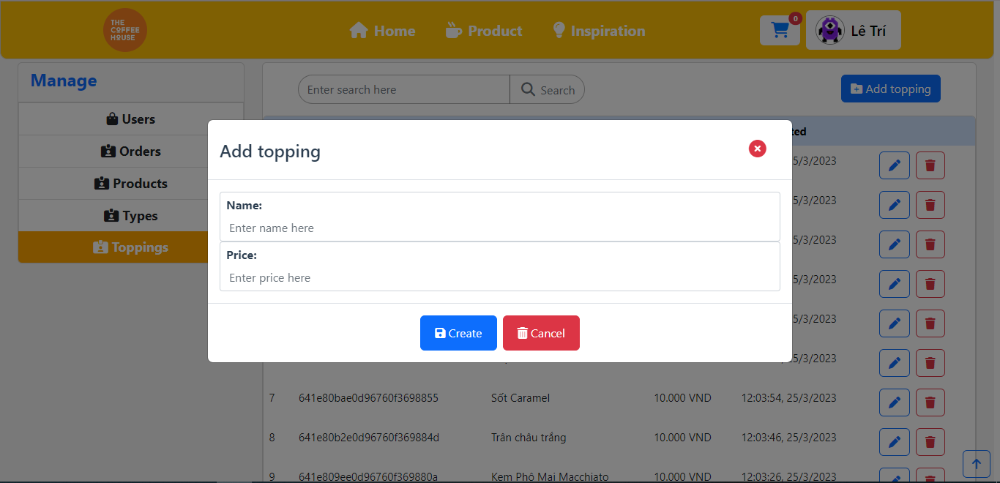 THE
COFFEE
HOUSE
Home
Product
Inspiration
0
Lê Trí
Manage
Users
Orders
Products
Types
Toppings
Enter search here
Search
Add topping
ted
5/3/2023
5/3/2023
5/3/2023
5/3/2023
5/3/2023
5/3/2023
Add topping
Name:
Enter name here
Price:
Enter price here
Create
Cancel
7 641e80bae0d96760f3698855 Sốt Caramel 10.000 VND 12:03:54, 25/3/2023
8 641e80b2e0d96760f369884d Trân châu trắng 10.000 VND 12:03:46, 25/3/2023
9 641e809ee0d96760f369880a Kem Phô Mai Macchiato 10.000 VND 12:03:26, 25/3/2023